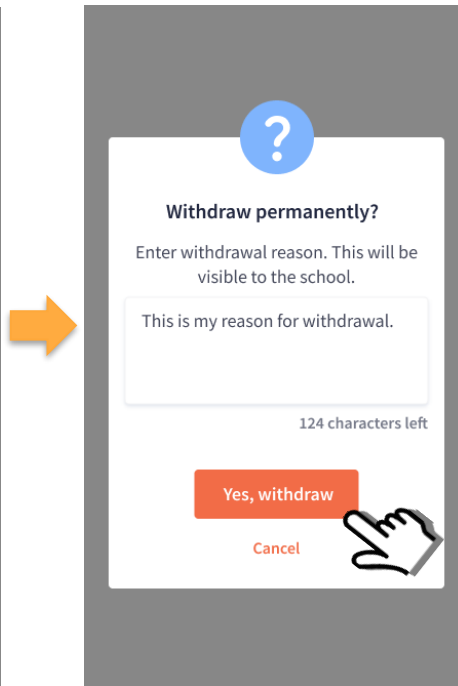 ?
Withdraw permanently?
Enter withdrawal reason. This will be
visible to the school.
This is my reason for withdrawal.
124 characters left
Yes, withdraw
Cancel